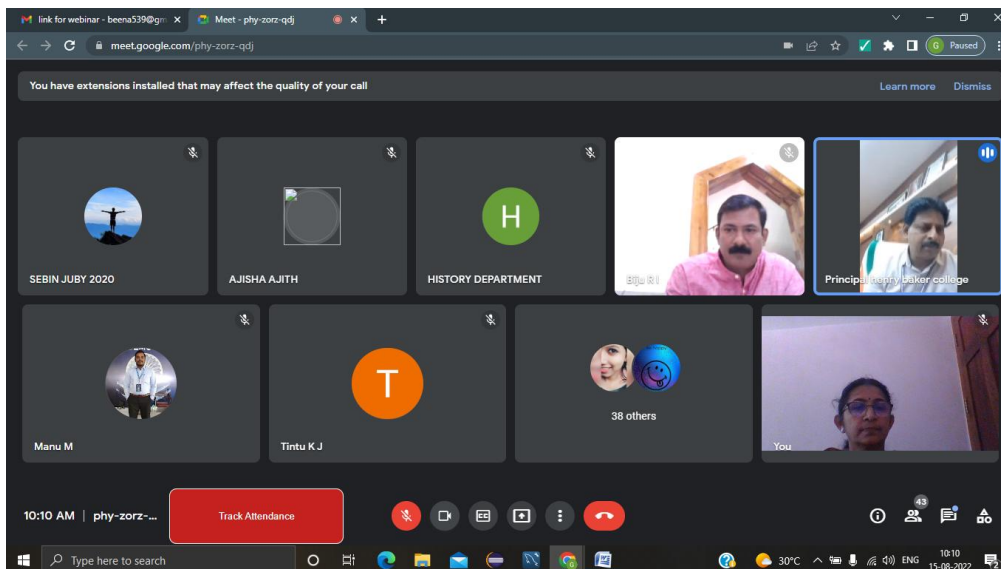 link for webinar - beena539@gm
Meet - phy-zorz-qdj
meet.google.com/phy-zorz-qdj
G Paused
You have extensions installed that may affect the quality of your call
Learn more Dismiss
SEBIN JUBY 2020
AJISHA AJITH
H
HISTORY DEPARTMENT
Biju R I
Principal henry baker college
Manu M
T
Tintu K J
38 others
You
10:10 AM | phy-zorz-...
Track Attendance
43
Type here to search
30°C
ENG
10:10
15-08-2022
2